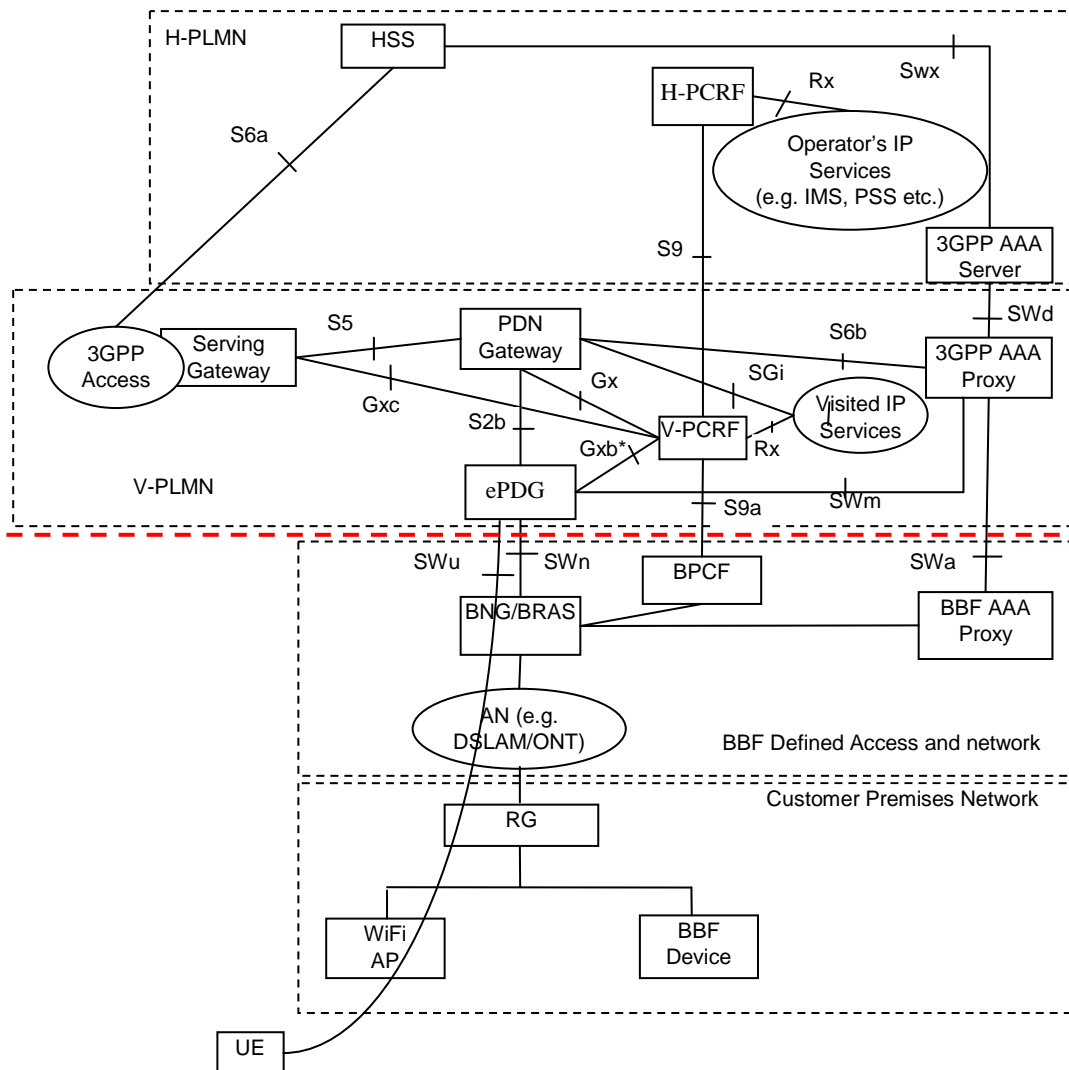 H-PLMN
HSS
Swx
H-PCRF
Rx
S6a
Operator's IP
Services
(e.g. IMS, PSS etc.)
S9
3GPP AAA
Server
SWd
S5
PDN
Gateway
S6b
3GPP
Access
Serving
Gateway
3GPP AAA
Proxy
Gxc
Gx
SGi
S2b
Visited IP
Services
V-PCRF
Gxb*
Rx
V-PLMN
ePDG
S9a
SWm
SWu
SWn
SWa
BPCF
BNG/BRAS
BBF AAA
Proxy
AN (e.g.
DSLAM/ONT)
BBF Defined Access and network
Customer Premises Network
RG
WiFi
AP
BBF
Device
UE